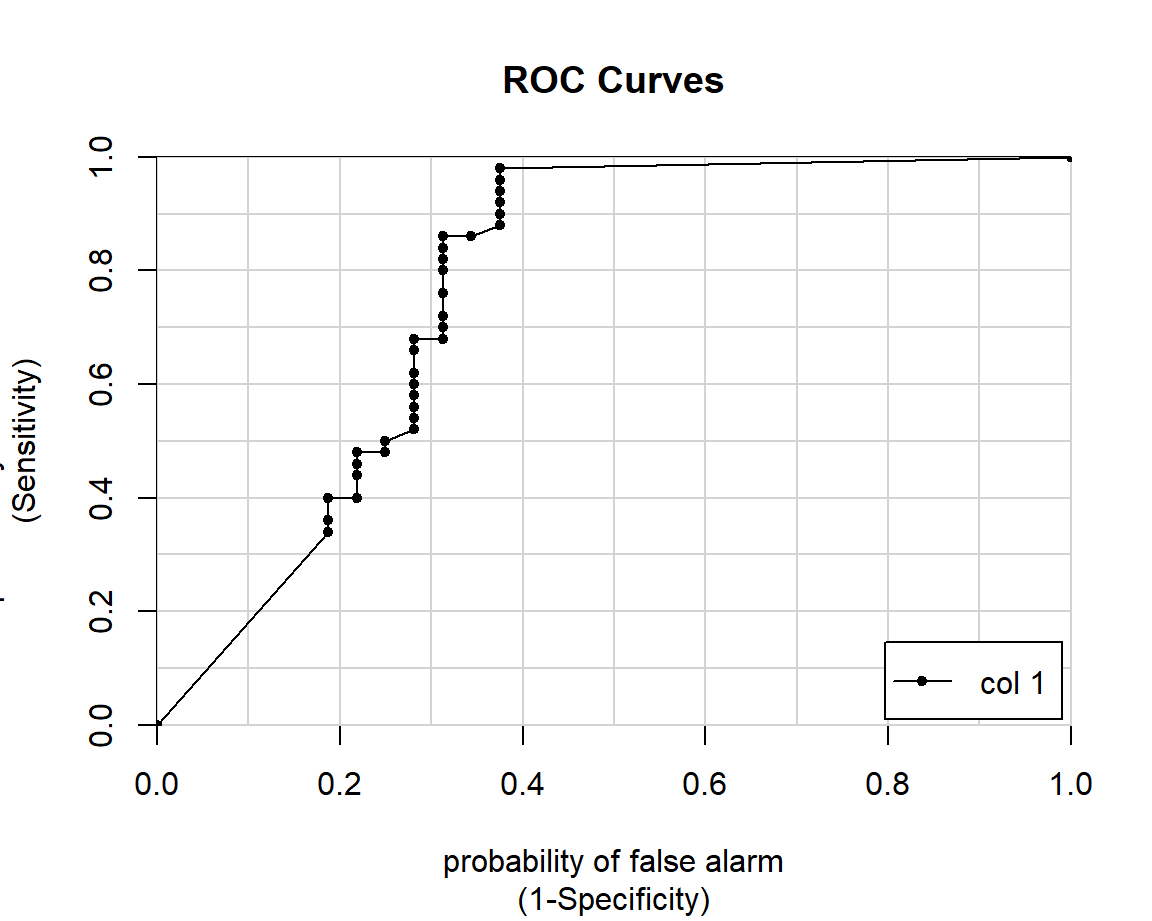 ROC Curves
1.0
0.8
0.6
0.4
0.2
0.0
(Sensitivity)
col 1
0.0 0.2 0.4 0.6 0.8 1.0
probability of false alarm
(1-Specificity)